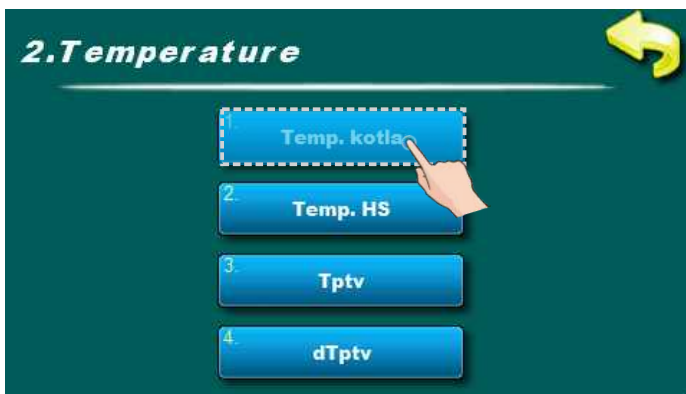 2.Temperature
1.
Temp. kotla
2.
Temp. HS
3.
Tptv
4.
dTptv